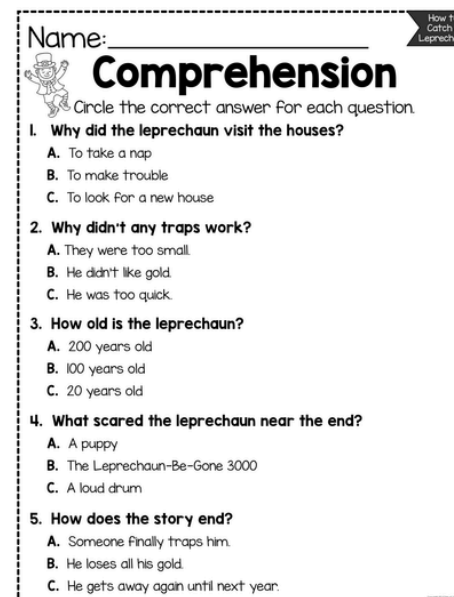 How t
Catch
Leprech
Name:
Comprehension
Circle the correct answer for each question.
1. Why did the leprechaun visit the houses?
A. To take a nap
B. To make trouble
C. To look for a new house
2. Why didn't any traps work?
A. They were too small.
B. He didn't like gold.
C. He was too quick.
3. How old is the leprechaun?
A. 200 years old
B. 100 years old
C. 20 years old
4. What scared the leprechaun near the end?
A. A puppy
B. The Leprechaun-Be-Gone 3000
C. A loud drum
5. How does the story end?
A. Someone finally traps him.
B. He loses all his gold.
C. He gets away again until next year.